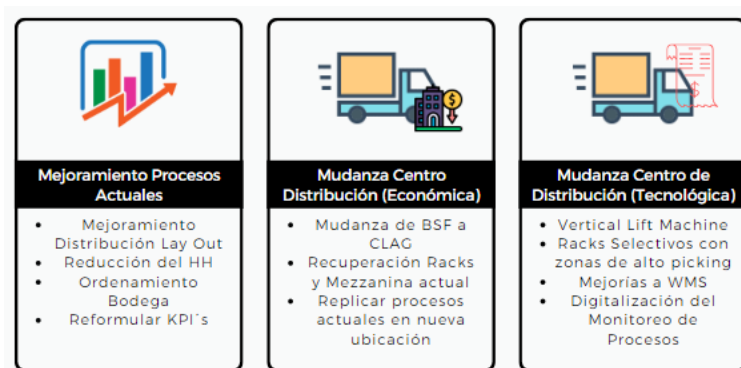 Mejoramiento Procesos
Actuales
• Mejoramiento
Distribución Lay Out
• Reducción del HH
• Ordenamiento
Bodega
• Reformular KPI´s
Mudanza Centro
Distribución (Económica)
• Mudanza de BSF a
CLAG
• Recuperación Racks
y Mezzanina actual
• Replicar procesos
actuales en nueva
ubicación
Mudanza Centro de
Distribución (Tecnológica)
• Vertical Lift Machine
• Racks Selectivos con
zonas de alto picking
• Mejorías a WMS
• Digitalización del
Monitoreo de
Procesos